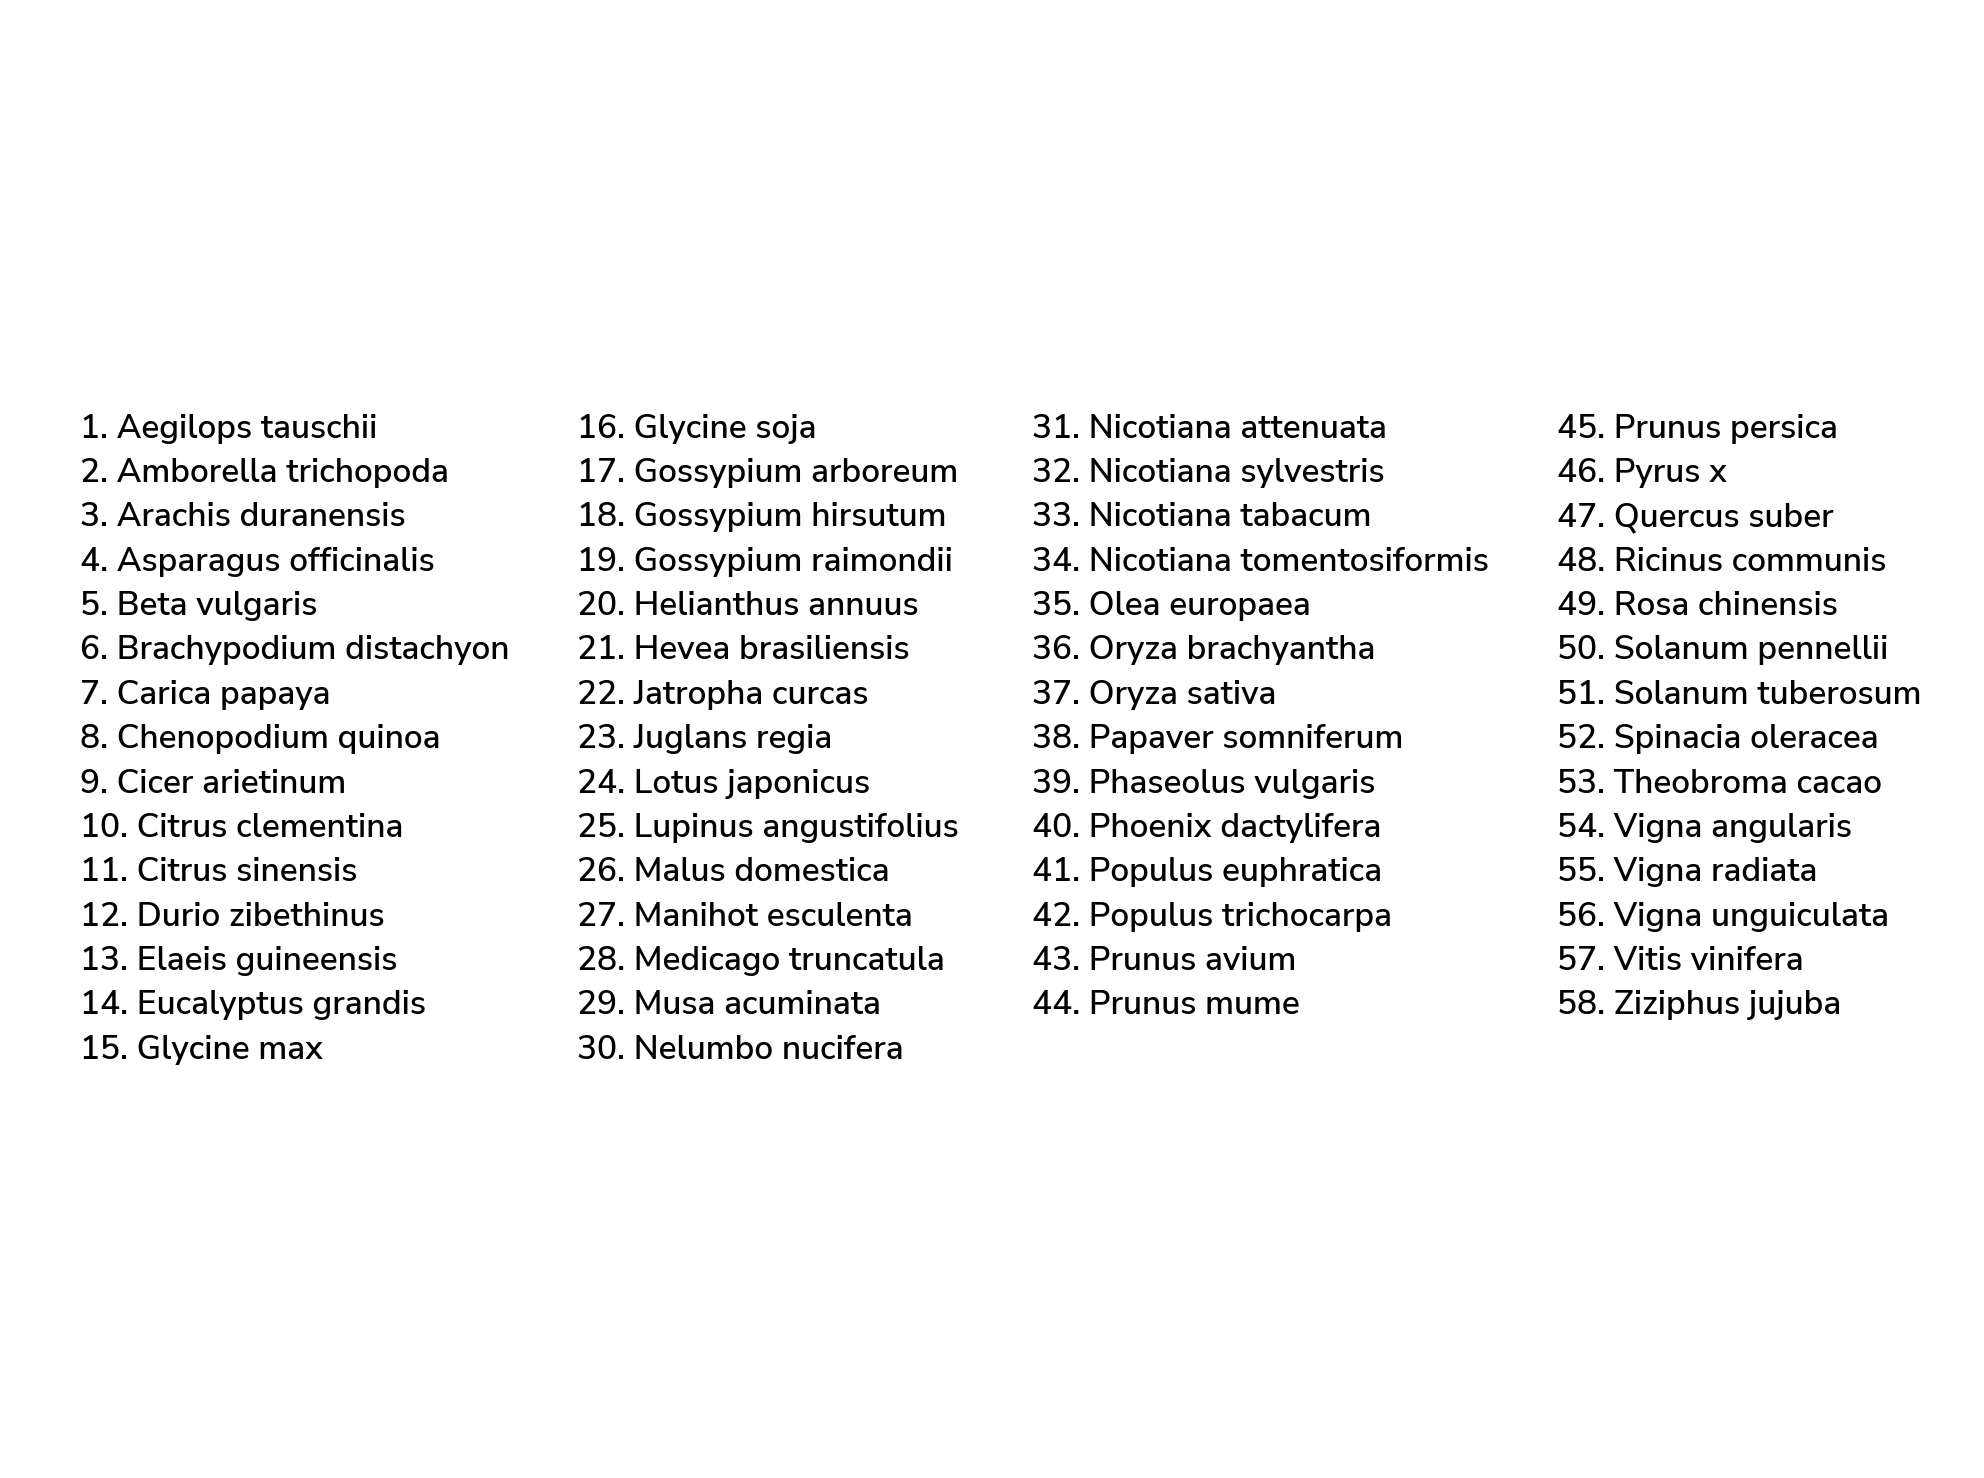 1. Aegilops tauschii
2. Amborella trichopoda
3. Arachis duranensis
4. Asparagus officinalis
5. Beta vulgaris
6. Brachypodium distachyon
7. Carica papaya
8. Chenopodium quinoa
9. Cicer arietinum
10. Citrus clementina
11. Citrus sinensis
12. Durio zibethinus
13. Elaeis guineensis
14. Eucalyptus grandis
15. Glycine max
16. Glycine soja
17. Gossypium arboreum
18. Gossypium hirsutum
19. Gossypium raimondii
20. Helianthus annuus
21. Hevea brasiliensis
22. Jatropha curcas
23. Juglans regia
24. Lotus japonicus
25. Lupinus angustifolius
26. Malus domestica
27. Manihot esculenta
28. Medicago truncatula
29. Musa acuminata
30. Nelumbo nucifera
31. Nicotiana attenuata
32. Nicotiana sylvestris
33. Nicotiana tabacum
34. Nicotiana tomentosiformis
35. Olea europaea
36. Oryza brachyantha
37. Oryza sativa
38. Papaver somniferum
39. Phaseolus vulgaris
40. Phoenix dactylifera
41. Populus euphratica
42. Populus trichocarpa
43. Prunus avium
44. Prunus mume
45. Prunus persica
46. Pyrus x
47. Quercus suber
48. Ricinus communis
49. Rosa chinensis
50. Solanum pennellii
51. Solanum tuberosum
52. Spinacia oleracea
53. Theobroma cacao
54. Vigna angularis
55. Vigna radiata
56. Vigna unguiculata
57. Vitis vinifera
58. Ziziphus jujuba